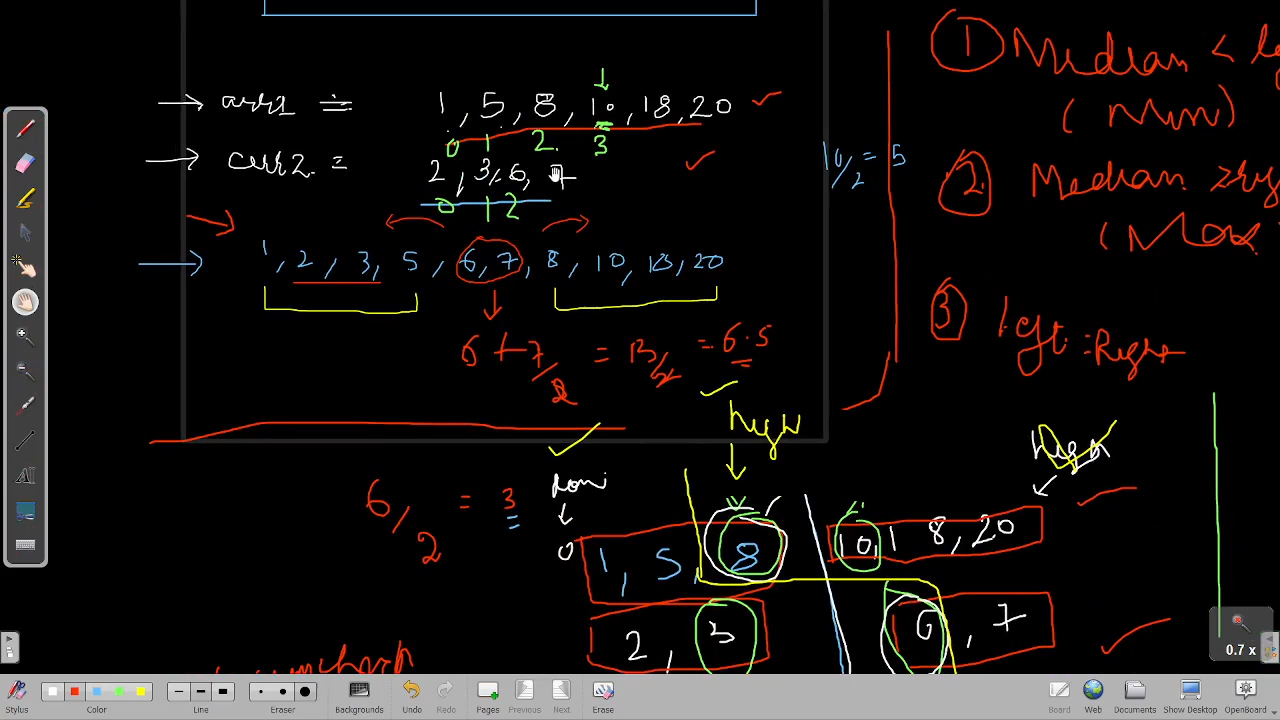 → arr1 = 1, 5, 8, 10, 18, 20
0 1 2 3
2, 3, 6, 7
0 1 2
10/2 = 5
→ 1, 2, 3, 5, 6, 7, 8, 10, 18, 20
6 + 7/2 = 13/2 = 6.5
1 Median <
(Min)
2 Median >
(Max
3 left = Right
high
high
6/2 = 3
0
1, 5, 8
10, 18, 20
2, 3
6, 7
0.7 x
Stylus
Color
Line
Eraser
Backgrounds
Undo
Redo
Pages
Previous
Next
Erase
Board
Web
Documents
Show Desktop
OpenBoard